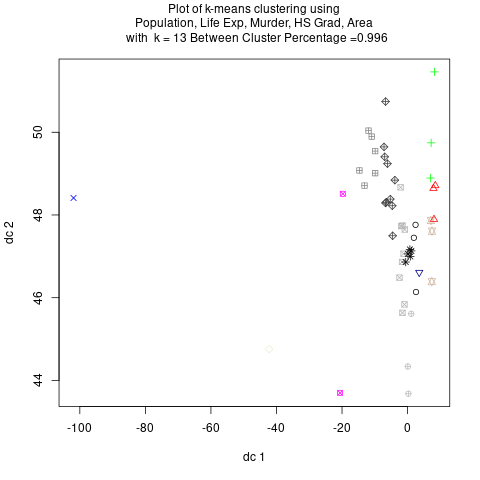 Plot of k-means clustering using
Population, Life Exp, Murder, HS Grad, Area
with k = 13 Between Cluster Percentage =0.996
dc 2
50
48
46
44
-100
-80
-60
-40
-20
0
dc 1